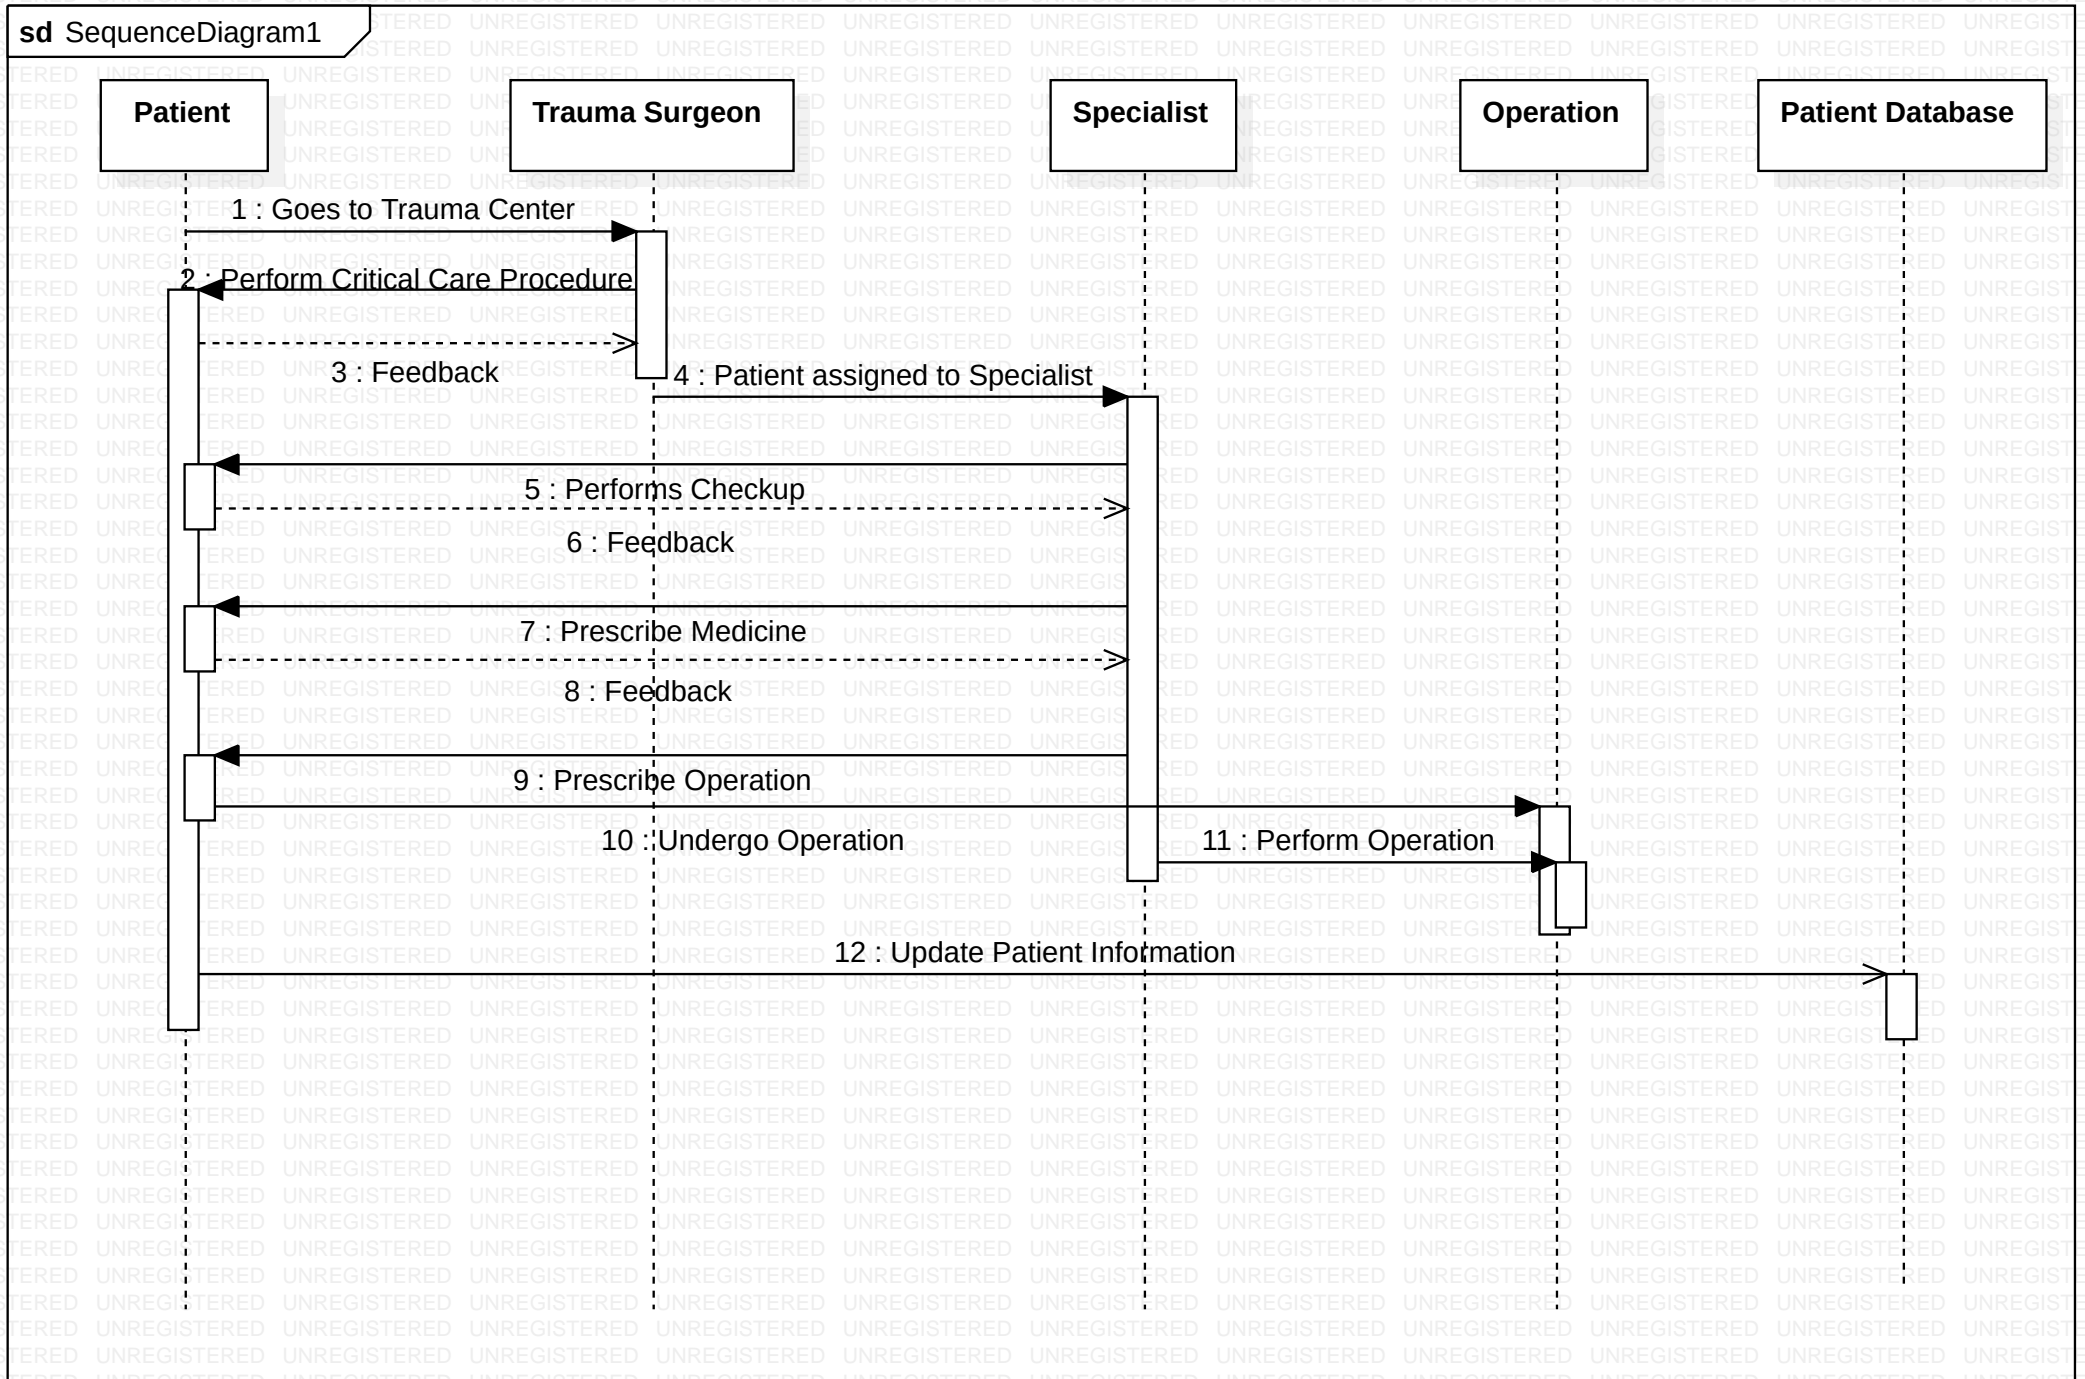 sd SequenceDiagram1
Patient
Trauma Surgeon
Specialist
Operation
Patient Database
1 : Goes to Trauma Center
2 : Perform Critical Care Procedure
3 : Feedback
4 : Patient assigned to Specialist
5 : Performs Checkup
6 : Feedback
7 : Prescribe Medicine
8 : Feedback
9 : Prescribe Operation
10 : Undergo Operation
11 : Perform Operation
12 : Update Patient Information
UNREGISTERED